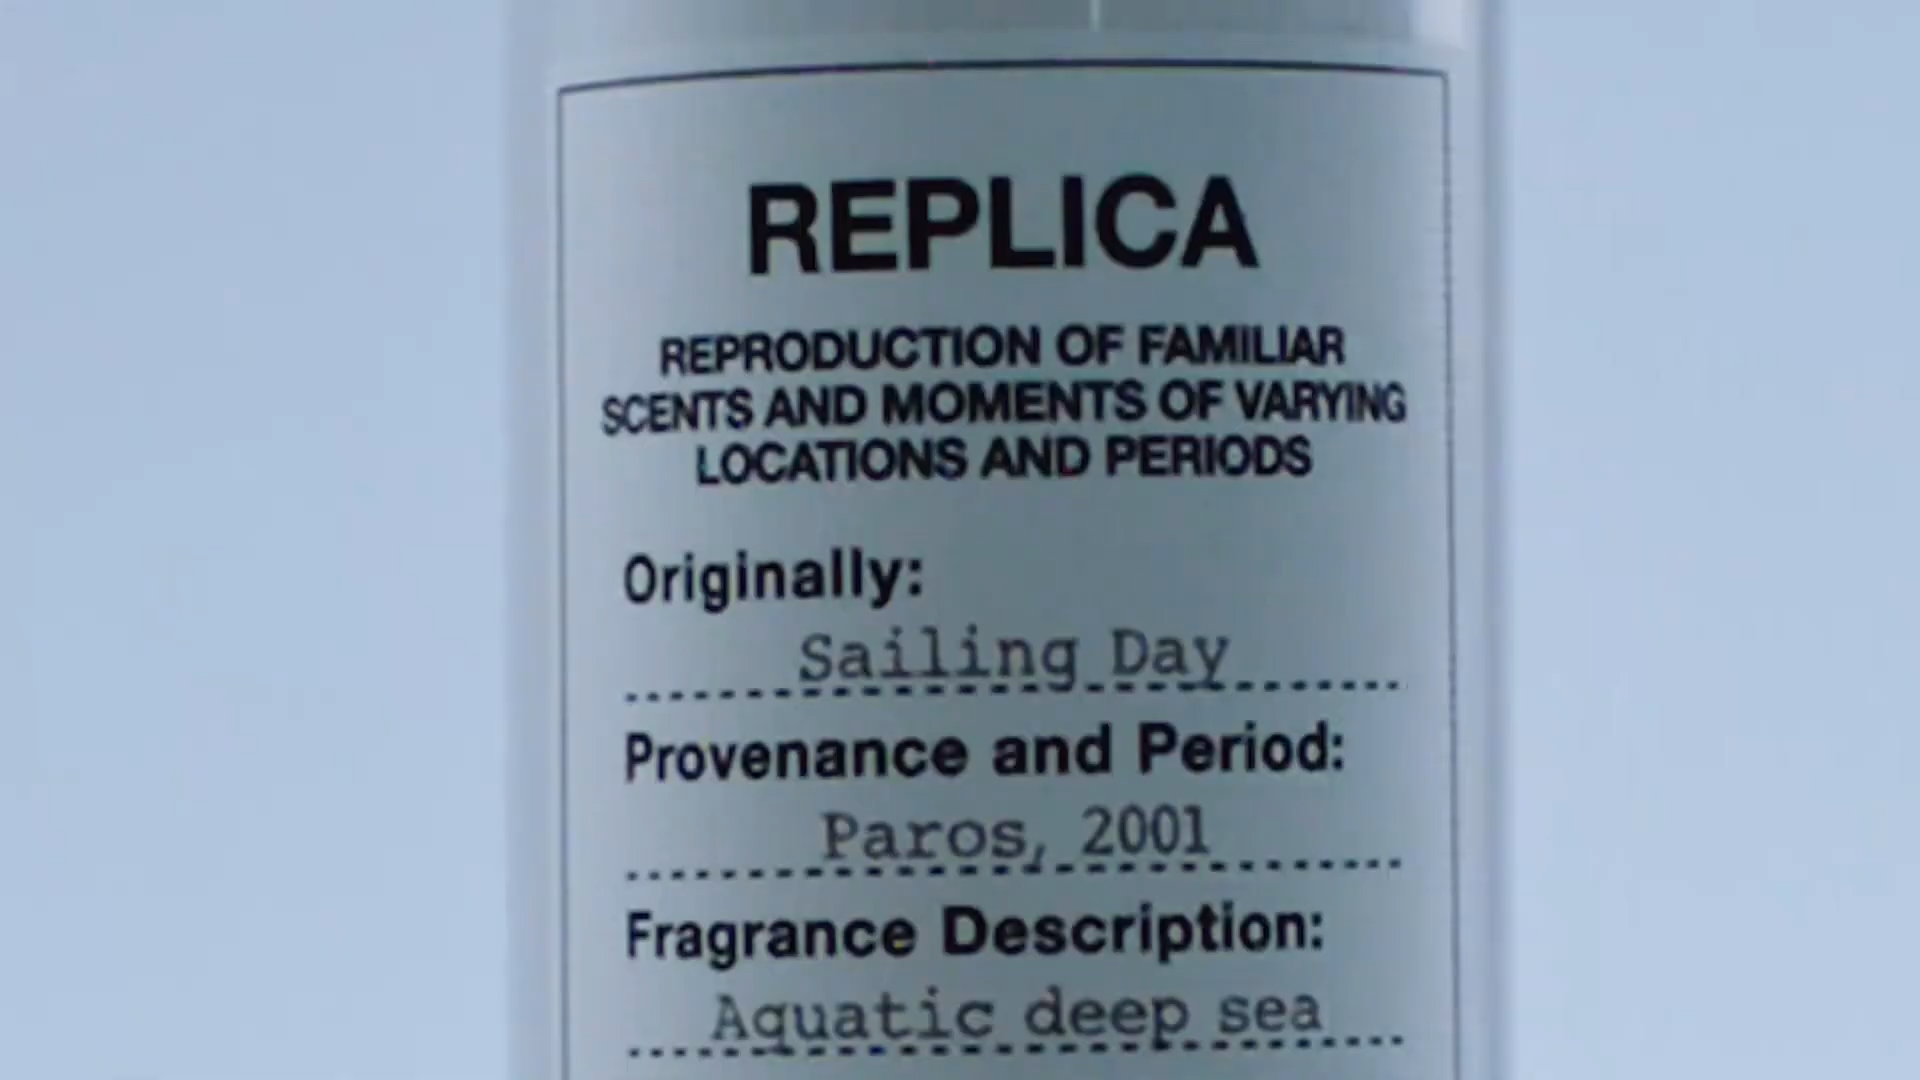 REPLICA
REPRODUCTION OF FAMILIAR
SCENTS AND MOMENTS OF VARYING
LOCATIONS AND PERIODS
Originally:
Sailing Day
Provenance and Period:
Paros, 2001
Fragrance Description:
Aquatic deep sea